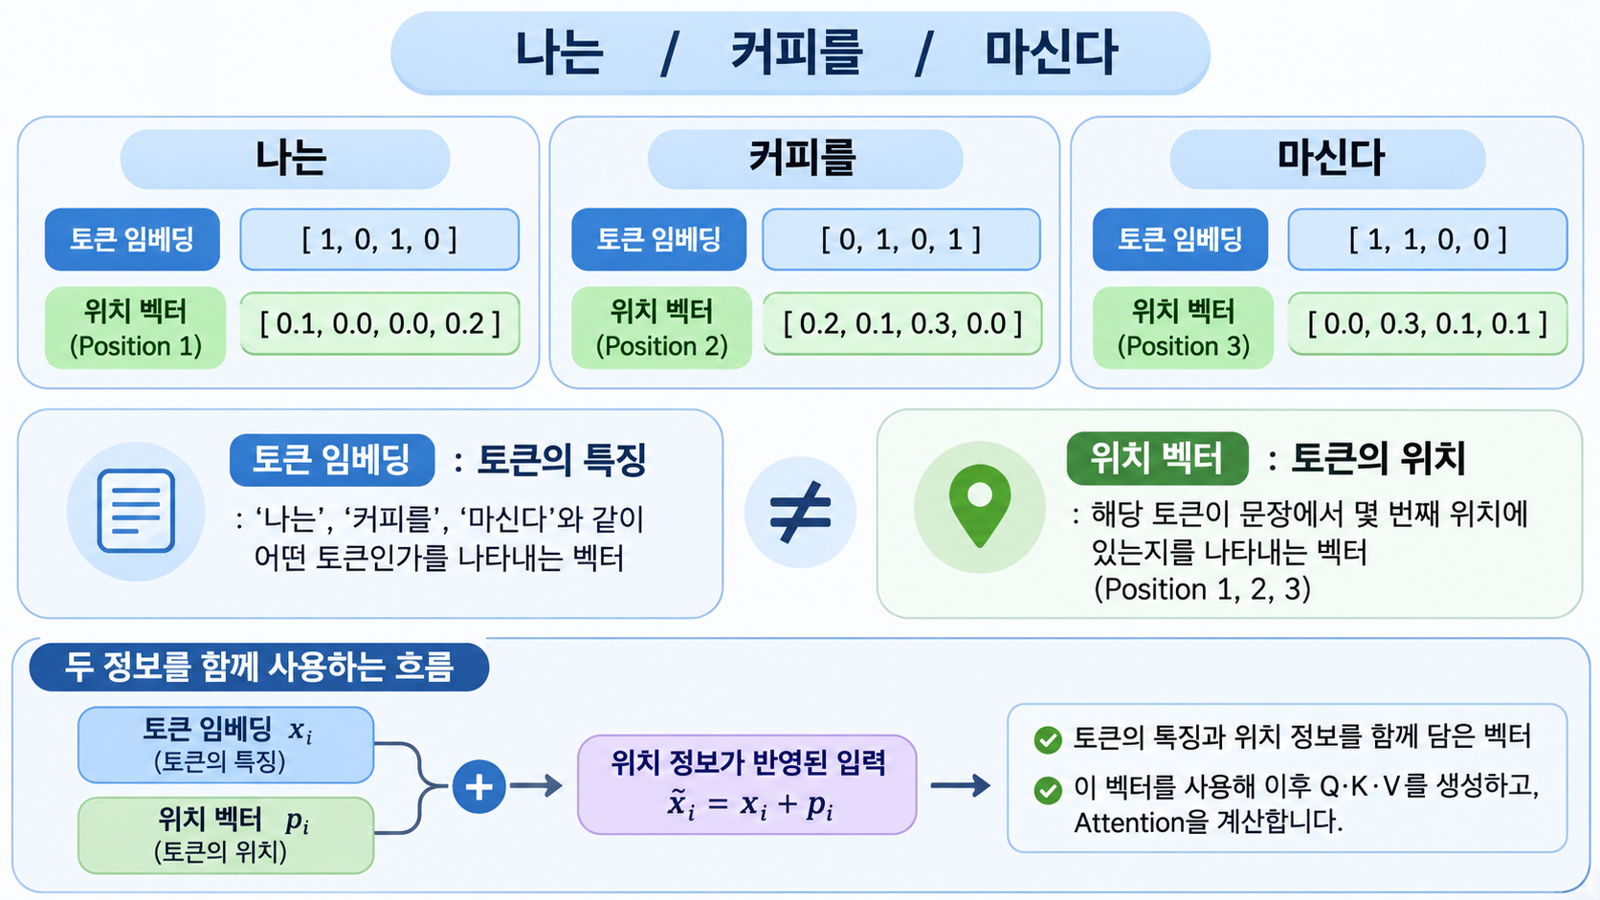 나는 / 커피를 / 마신다
나는
토큰 임베딩 [ 1, 0, 1, 0 ]
위치 벡터
(Position 1)
[ 0.1, 0.0, 0.0, 0.2 ]
커피를
토큰 임베딩 [ 0, 1, 0, 1 ]
위치 벡터
(Position 2)
[ 0.2, 0.1, 0.3, 0.0 ]
마신다
토큰 임베딩 [ 1, 1, 0, 0 ]
위치 벡터
(Position 3)
[ 0.0, 0.3, 0.1, 0.1 ]
토큰 임베딩 : 토큰의 특징
: ‘나는’, ‘커피를’, ‘마신다’와 같이
어떤 토큰인가를 나타내는 벡터
≠
위치 벡터 : 토큰의 위치
: 해당 토큰이 문장에서 몇 번째 위치에
있는지를 나타내는 벡터
(Position 1, 2, 3)
두 정보를 함께 사용하는 흐름
토큰 임베딩 xᵢ
(토큰의 특징)
위치 벡터 pᵢ
(토큰의 위치)
+
위치 정보가 반영된 입력
x̃ᵢ = xᵢ + pᵢ
토큰의 톡징과 위치 정보를 함께 담은 벡터
이 벡터를 사용해 이후 Q·K·V를 생성하고,
Attention을 계산합니다.